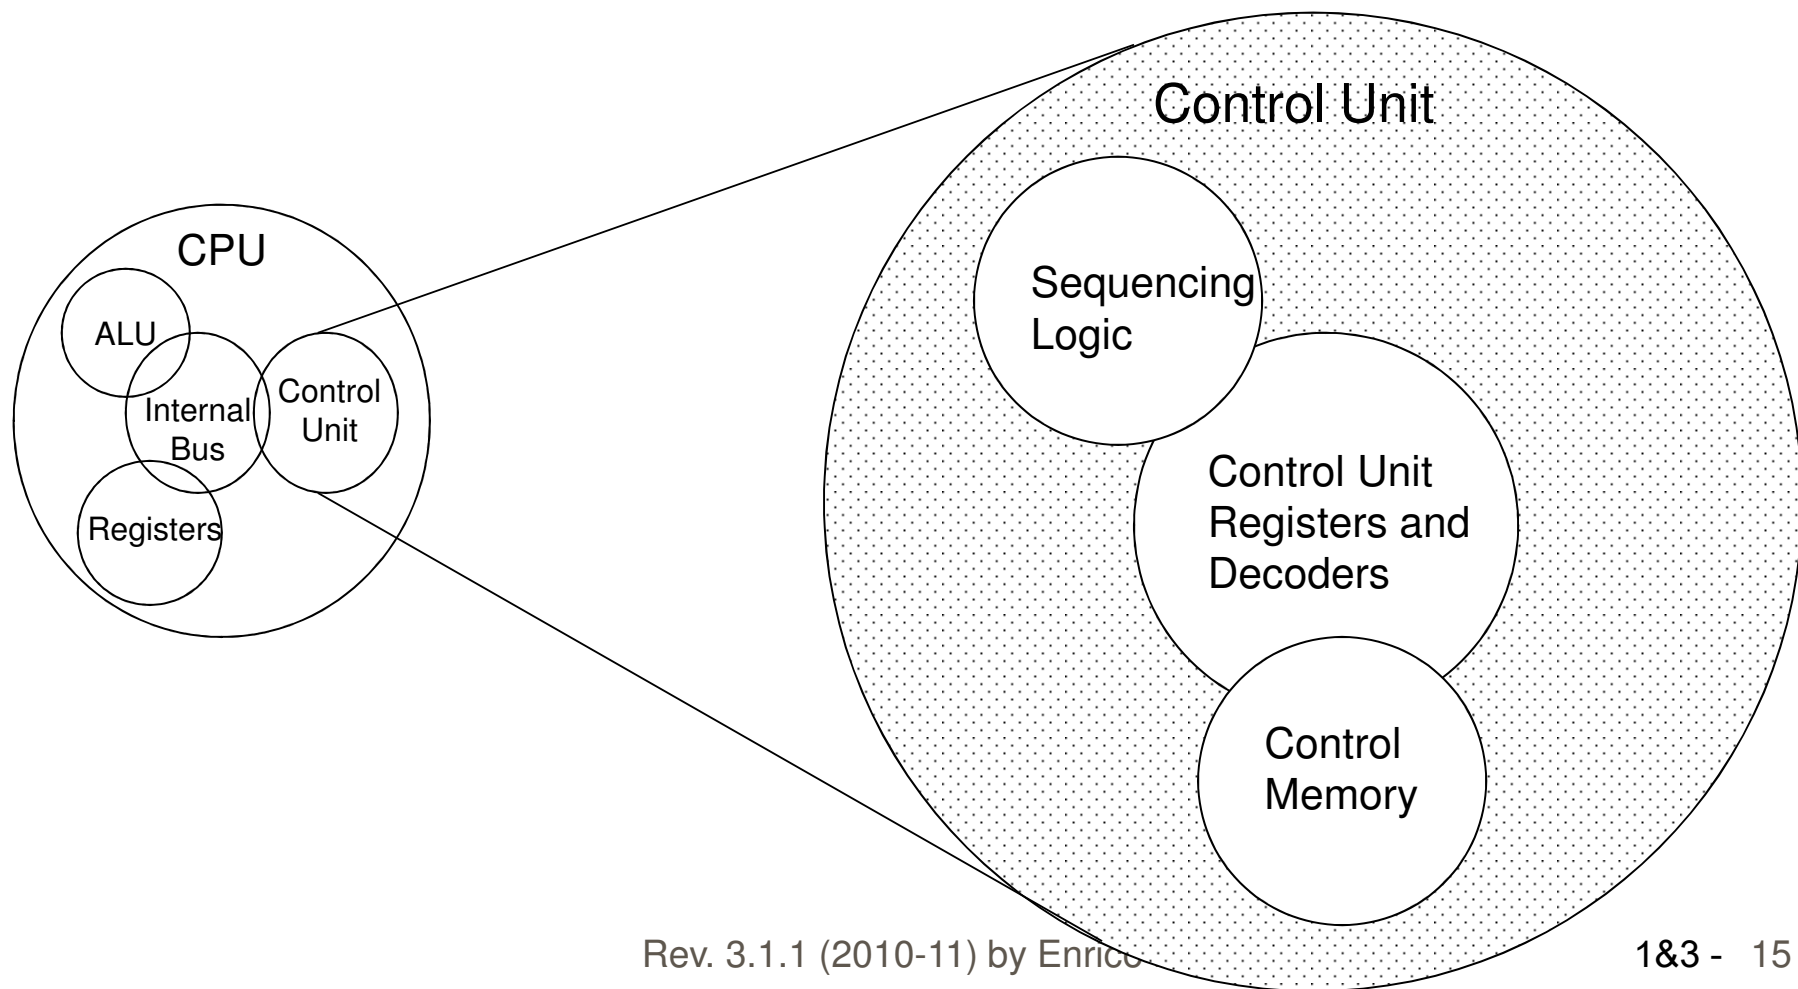 Control Unit
CPU
ALU
Internal
Bus
Control
Unit
Registers
Sequencing
Logic
Control Unit
Registers and
Decoders
Control
Memory
Rev. 3.1.1 (2010-11) by Enrico
1&3 - 15